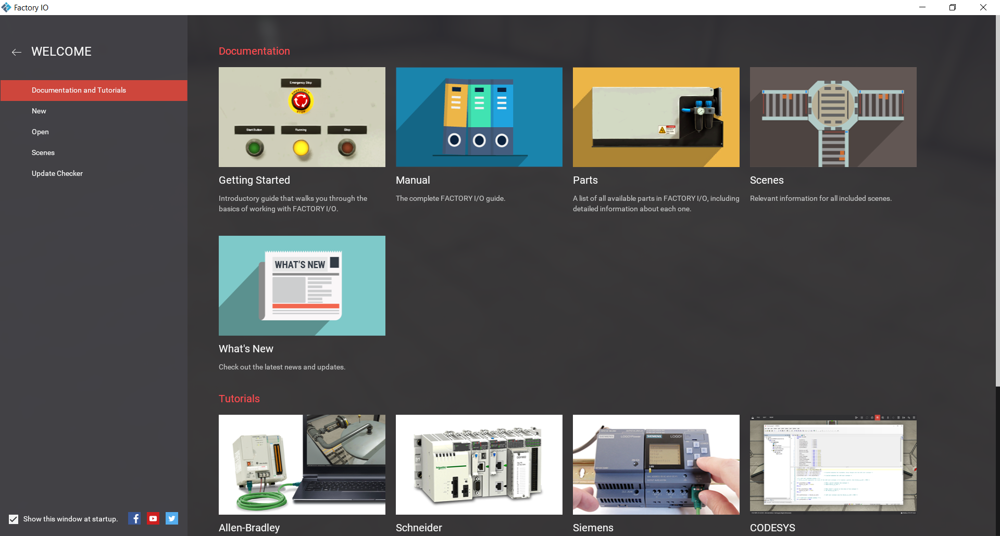 Factory IO
WELCOME
Documentation and Tutorials
New
Open
Scenes
Update Checker
Show this window at startup.
Documentation
Emergency Stop
EMERGENCY
STOP
Start Button
Running
Stop
Getting Started
Introductory guide that walks you through the
basics of working with FACTORY I/O.
Manual
The complete FACTORY I/O guide.
Parts
A list of all available parts in FACTORY I/O, including
detailed information about each one.
Scenes
Relevant information for all included scenes.
WHAT'S NEW
What's New
Check out the latest news and updates.
Tutorials
Allen-Bradley
Schneider
SIEMENS
LOGO!Power
SIEMENS
LOGO!
LAN
Siemens
CODESYS